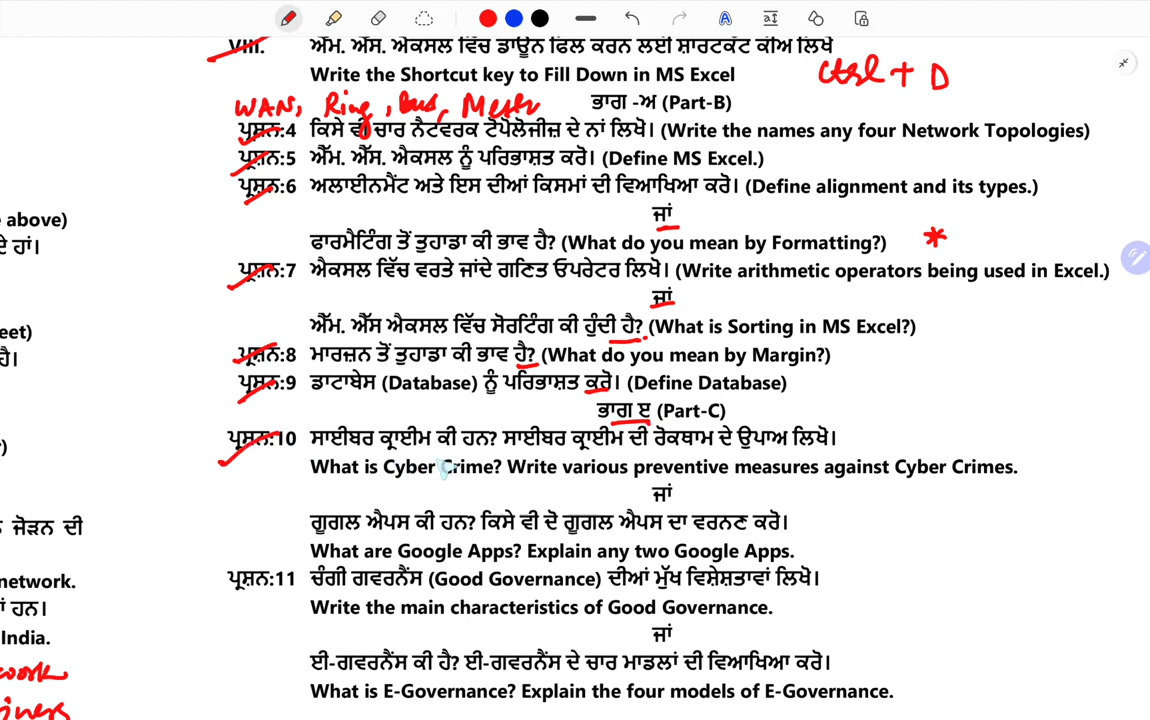 VIII. ਐੱਮ. ਐੱਸ. ਐਕਸਲ ਵਿੱਚ ਡਾਊਨ ਫਿਲ ਕਰਨ ਲਈ ਸ਼ਾਰਟਕੱਟ ਕੀਅ ਲਿਖੋ
Write the Shortcut key to Fill Down in MS Excel
Ctrl + D
ਭਾਗ -ਅ (Part-B)
WAN, Ring, Bus, Mesh
ਪ੍ਰਸ਼ਨ:4 ਕਿਸੇ ਵੀ ਚਾਰ ਨੈਟਵਰਕ ਟੋਪੋਲੋਜੀਜ਼ ਦੇ ਨਾਂ ਲਿਖੋ। (Write the names any four Network Topologies)
ਪ੍ਰਸ਼ਨ:5 ਐੱਮ. ਐੱਸ. ਐਕਸਲ ਨੂੰ ਪਰਿਭਾਸ਼ਤ ਕਰੋ। (Define MS Excel.)
ਪ੍ਰਸ਼ਨ:6 ਅਲਾਈਨਮੈਂਟ ਅਤੇ ਇਸ ਦੀਆਂ ਕਿਸਮਾਂ ਦੀ ਵਿਆਖਿਆ ਕਰੋ। (Define alignment and its types.)
ਜਾਂ
e above)
ਫਾਰਮੈਟਿੰਗ ਤੋਂ ਤੁਹਾਡਾ ਕੀ ਭਾਵ ਹੈ? (What do you mean by Formatting?) *
ਦੇ ਹਾਂ।
ਪ੍ਰਸ਼ਨ:7 ਐਕਸਲ ਵਿੱਚ ਵਰਤੇ ਜਾਂਦੇ ਗਣਿਤ ਓਪਰੇਟਰ ਲਿਖੋ। (Write arithmetic operators being used in Excel.)
ਜਾਂ
ਐੱਮ. ਐੱਸ ਐਕਸਲ ਵਿੱਚ ਸੋਰਟਿੰਗ ਕੀ ਹੁੰਦੀ ਹੈ? (What is Sorting in MS Excel?)
eet)
ਪ੍ਰਸ਼ਨ:8 ਮਾਰਜ਼ਨ ਤੋਂ ਤੁਹਾਡਾ ਕੀ ਭਾਵ ਹੈ? (What do you mean by Margin?)
ਹੈ।
ਪ੍ਰਸ਼ਨ:9 ਡਾਟਾਬੇਸ (Database) ਨੂੰ ਪਰਿਭਾਸ਼ਤ ਕਰੋ। (Define Database)
ਭਾਗ ੲ (Part-C)
ਪ੍ਰਸ਼ਨ:10 ਸਾਈਬਰ ਕ੍ਰਾਈਮ ਕੀ ਹਨ? ਸਾਈਬਰ ਕ੍ਰਾਈਮ ਦੀ ਰੋਕਥਾਮ ਦੇ ਉਪਾਅ ਲਿਖੋ।
What is Cyber Crime? Write various preventive measures against Cyber Crimes.
ਜਾਂ
ਗੂਗਲ ਐਪਸ ਕੀ ਹਨ? ਕਿਸੇ ਵੀ ਦੋ ਗੂਗਲ ਐਪਸ ਦਾ ਵਰਨਣ ਕਰੋ।
ਜੋੜਨ ਦੀ
What are Google Apps? Explain any two Google Apps.
ਪ੍ਰਸ਼ਨ:11 ਚੰਗੀ ਗਵਰਨੈਂਸ (Good Governance) ਦੀਆਂ ਮੁੱਖ ਵਿਸ਼ੇਸ਼ਤਾਵਾਂ ਲਿਖੋ।
network.
Write the main characteristics of Good Governance.
ਂ ਹਨ।
ਜਾਂ
India.
ਈ-ਗਵਰਨੈਂਸ ਕੀ ਹੈ? ਈ-ਗਵਰਨੈਂਸ ਦੇ ਚਾਰ ਮਾਡਲਾਂ ਦੀ ਵਿਆਖਿਆ ਕਰੋ।
work
What is E-Governance? Explain the four models of E-Governance.